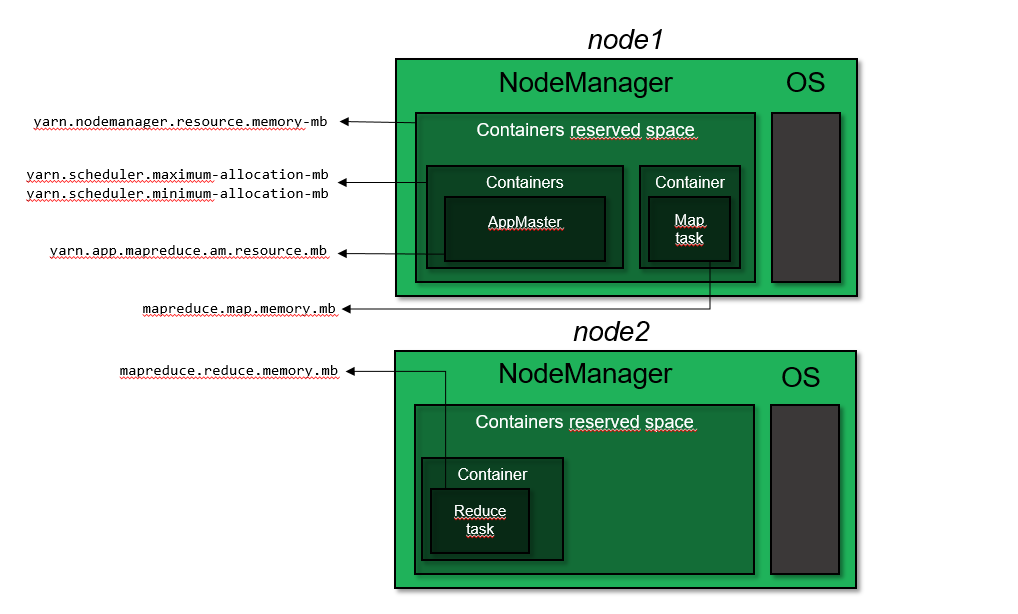 node1
NodeManager
OS
yarn.nodemanager.resource.memory-mb
Containers reserved space
yarn.scheduler.maximum-allocation-mb
yarn.scheduler.minimum-allocation-mb
Containers
AppMaster
Container
Map
task
yarn.app.mapreduce.am.resource.mb
mapreduce.map.memory.mb
node2
NodeManager
OS
mapreduce.reduce.memory.mb
Containers reserved space
Container
Reduce
task